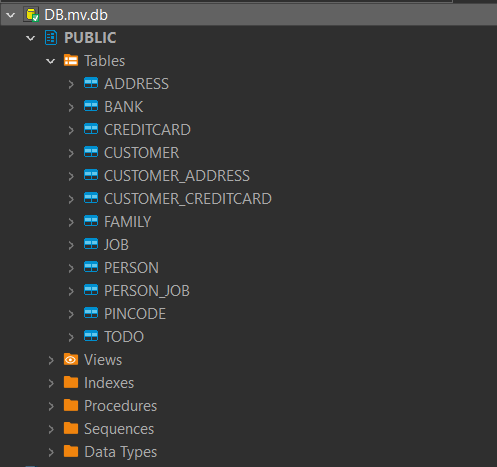 DB.mv.db
PUBLIC
Tables
ADDRESS
BANK
CREDITCARD
CUSTOMER
CUSTOMER_ADDRESS
CUSTOMER_CREDITCARD
FAMILY
JOB
PERSON
PERSON_JOB
PINCODE
TODO
Views
Indexes
Procedures
Sequences
Data Types